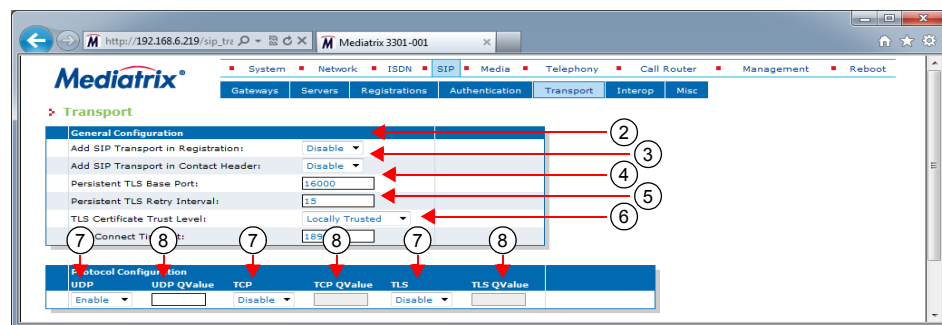 http://192.168.6.219/sip_tra
Mediatrix 3301-001
Mediatrix
System Network ISDN SIP Media Telephony Call Router Management Reboot
Gateways Servers Registrations Authentication Transport Interop Misc
Transport
General Configuration
2
Add SIP Transport in Registration: Disable
3
Add SIP Transport in Contact Header: Disable
4
Persistent TLS Base Port: 16000
5
Persistent TLS Retry Interval: 15
TLS Certificate Trust Level: Locally Trusted
6
Connect
7 8 7 8 7 8
Protocol Configuration
UDP UDP QValue TCP TCP QValue TLS TLS QValue
Enable Disable Disable